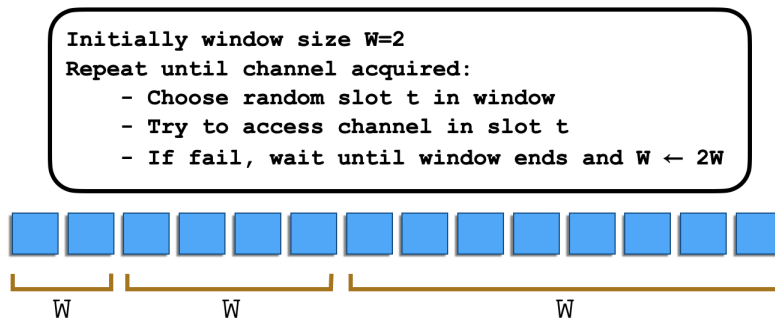 Initially window size W=2
Repeat until channel acquired:
- Choose random slot t in window
- Try to access channel in slot t
- If fail, wait until window ends and W ← 2W
W W W